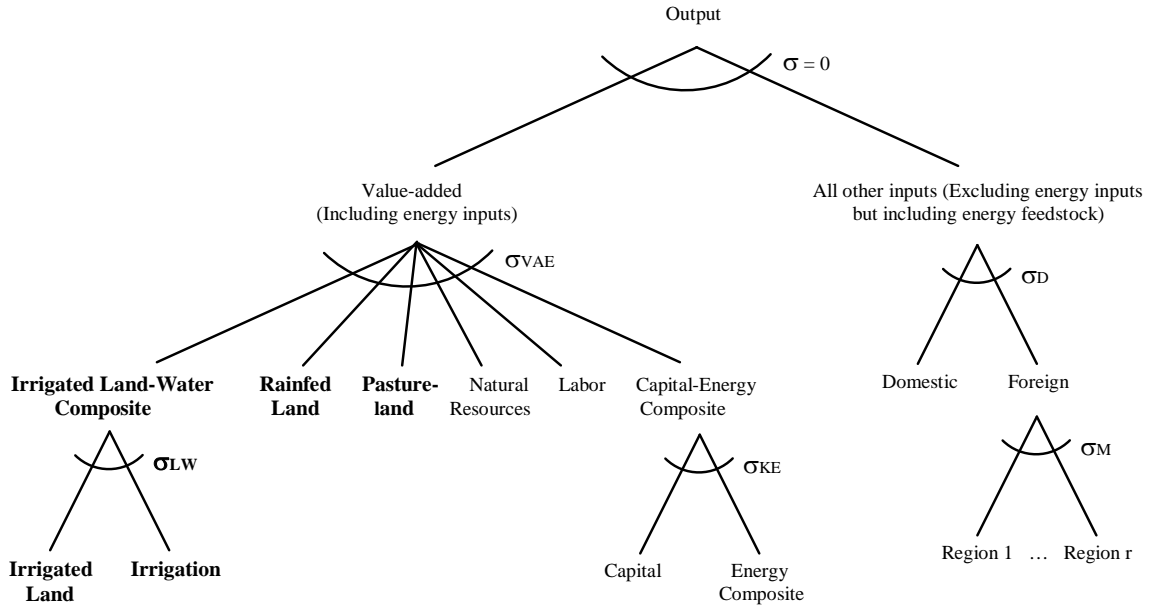 Output
σ = 0
Value-added
(Including energy inputs)
All other inputs (Excluding energy inputs
but including energy feedstock)
σVAE
σD
Irrigated Land-Water
Composite
Rainfed
Land
Pasture-
land
Natural
Resources
Labor
Capital-Energy
Composite
Domestic
Foreign
σLW
σKE
σM
Irrigated
Land
Irrigation
Capital
Energy
Composite
Region 1 … Region r